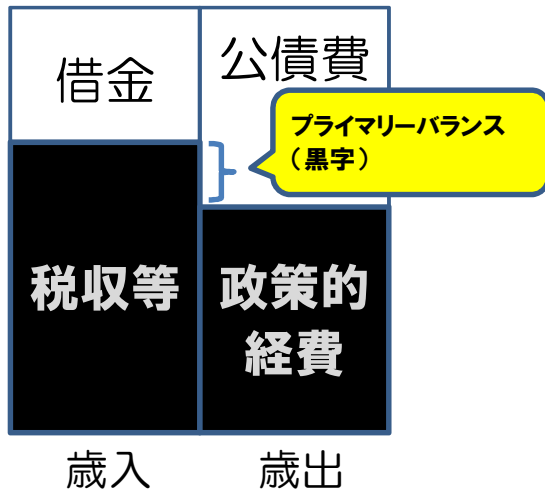 借金
公債費
プライマリーバランス
（黒字）
税収等
政策的
経費
歳入
歳出